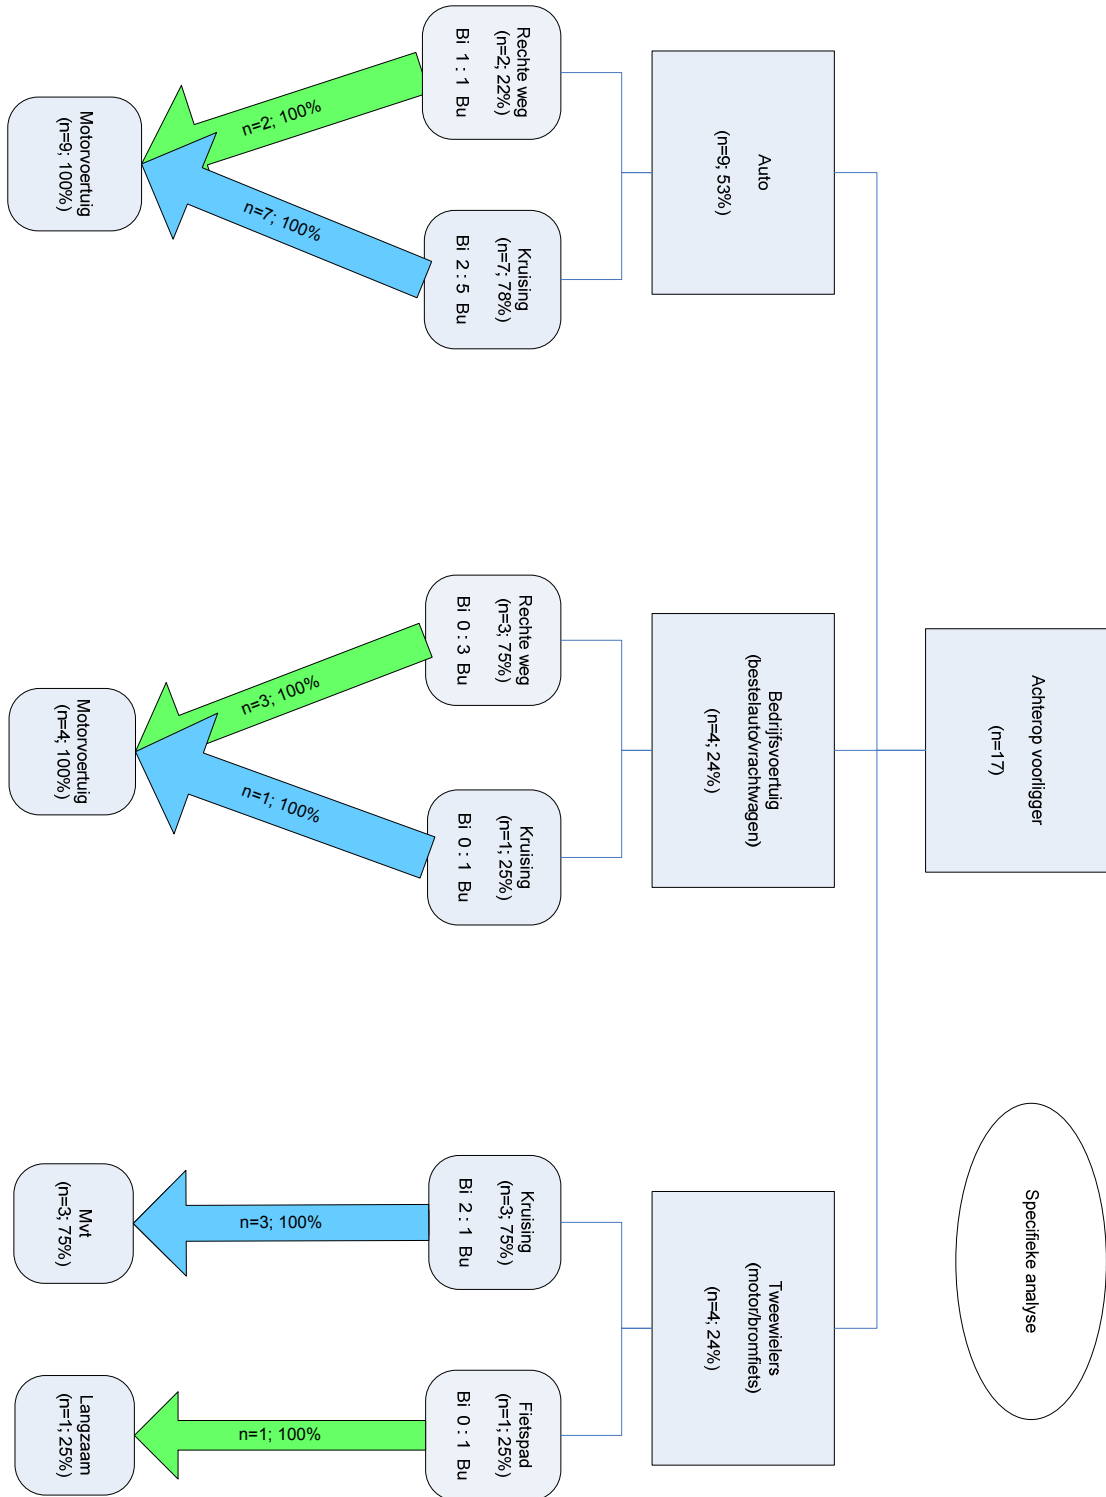 Specifieke analyse
Achterop voorligger
(n=17)
Auto
(n=9; 53%)
Bedrijfsvoertuig
(bestelauto/vrachtwagen)
(n=4; 24%)
Tweewielers
(motor/bromfiets)
(n=4; 24%)
Rechte weg
(n=2; 22%)
Bi 1 : 1 Bu
Kruising
(n=7; 78%)
Bi 2 : 5 Bu
Rechte weg
(n=3; 75%)
Bi 0 : 3 Bu
Kruising
(n=1; 25%)
Bi 0 : 1 Bu
Kruising
(n=3; 75%)
Bi 2 : 1 Bu
Fietspad
(n=1; 25%)
Bi 0 : 1 Bu
n=2; 100%
n=7; 100%
n=3; 100%
n=1; 100%
n=3; 100%
n=1; 100%
Motorvoertuig
(n=9; 100%)
Motorvoertuig
(n=4; 100%)
Mvt
(n=3; 75%)
Langzaam
(n=1; 25%)